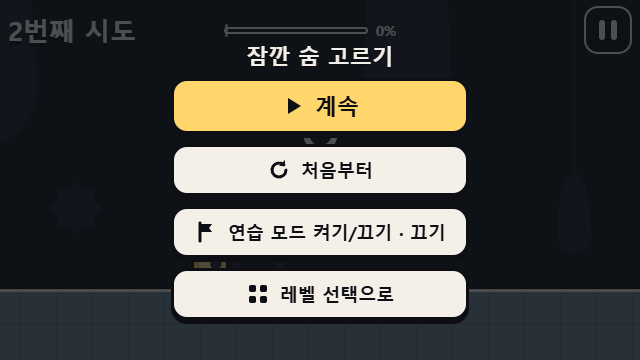 2번째 시도
0%
잠깐 숨 고르기
계속
처음부터
연습 모드 켜기/끄기 · 끄기
레벨 선택으로